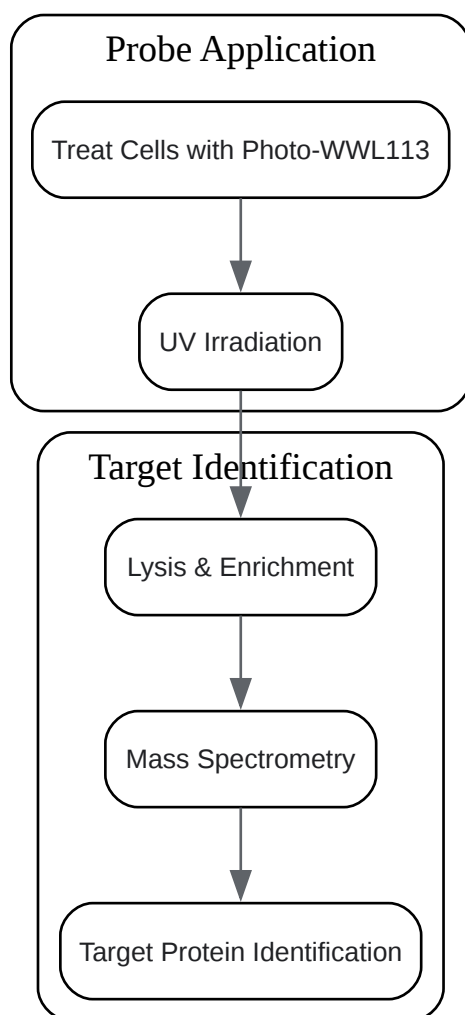 Probe Application
Treat Cells with Photo-WWL113
UV Irradiation
Target Identification
Lysis & Enrichment
Mass Spectrometry
Target Protein Identification